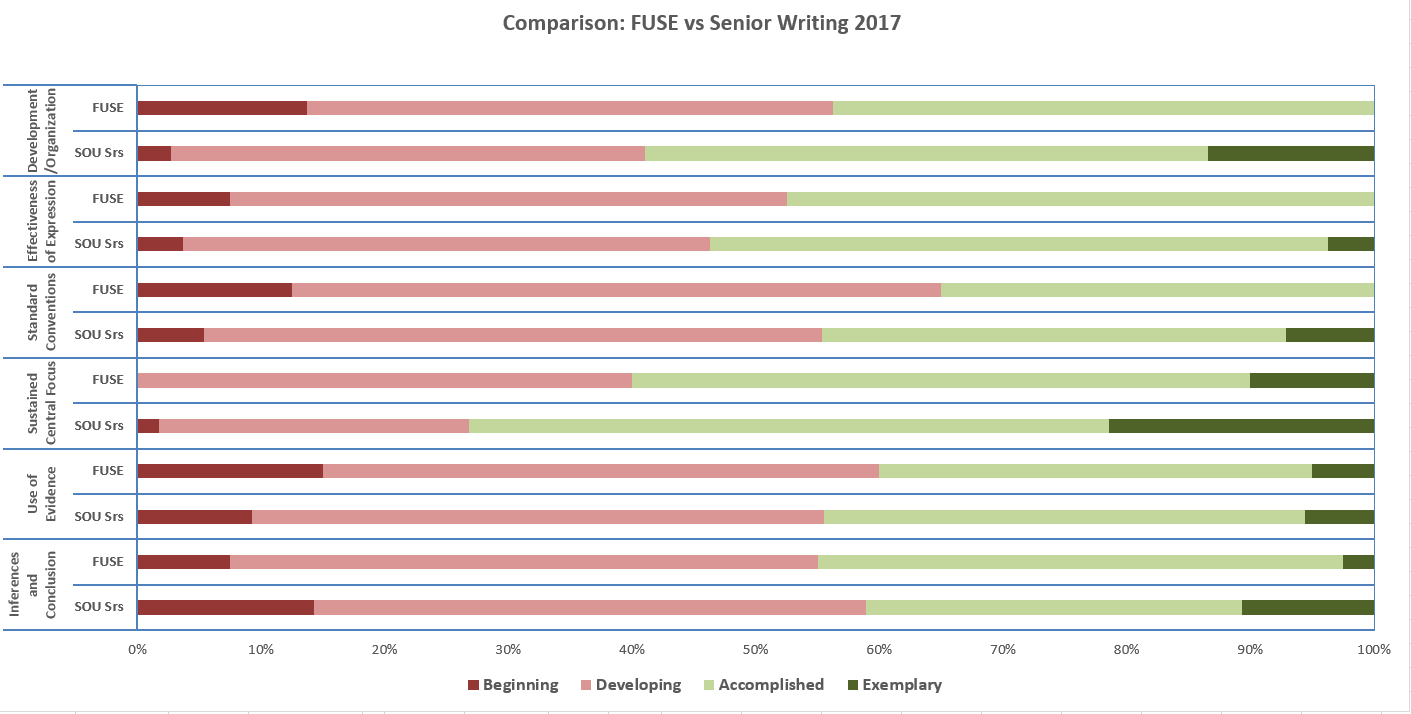 Comparison: FUSE vs Senior Writing 2017
Development
/Organization
FUSE
SOU Srs
Effectiveness
of Expression
FUSE
SOU Srs
Standard
Conventions
FUSE
SOU Srs
Sustained
Central Focus
FUSE
SOU Srs
Use of
Evidence
FUSE
SOU Srs
Inferences
and
Conclusion
FUSE
SOU Srs
0% 10% 20% 30% 40% 50% 60% 70% 80% 90% 100%
Beginning Developing Accomplished Exemplary